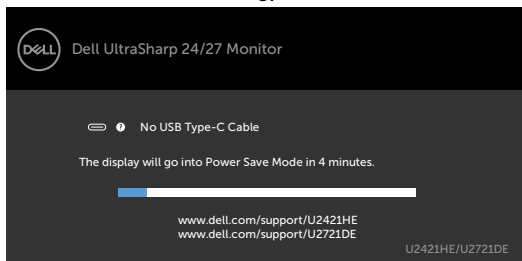 DELL Dell UltraSharp 24/27 Monitor
? No USB Type-C Cable
The display will go into Power Save Mode in 4 minutes.
www.dell.com/support/U2421HE
www.dell.com/support/U2721DE
U2421HE/U2721DE